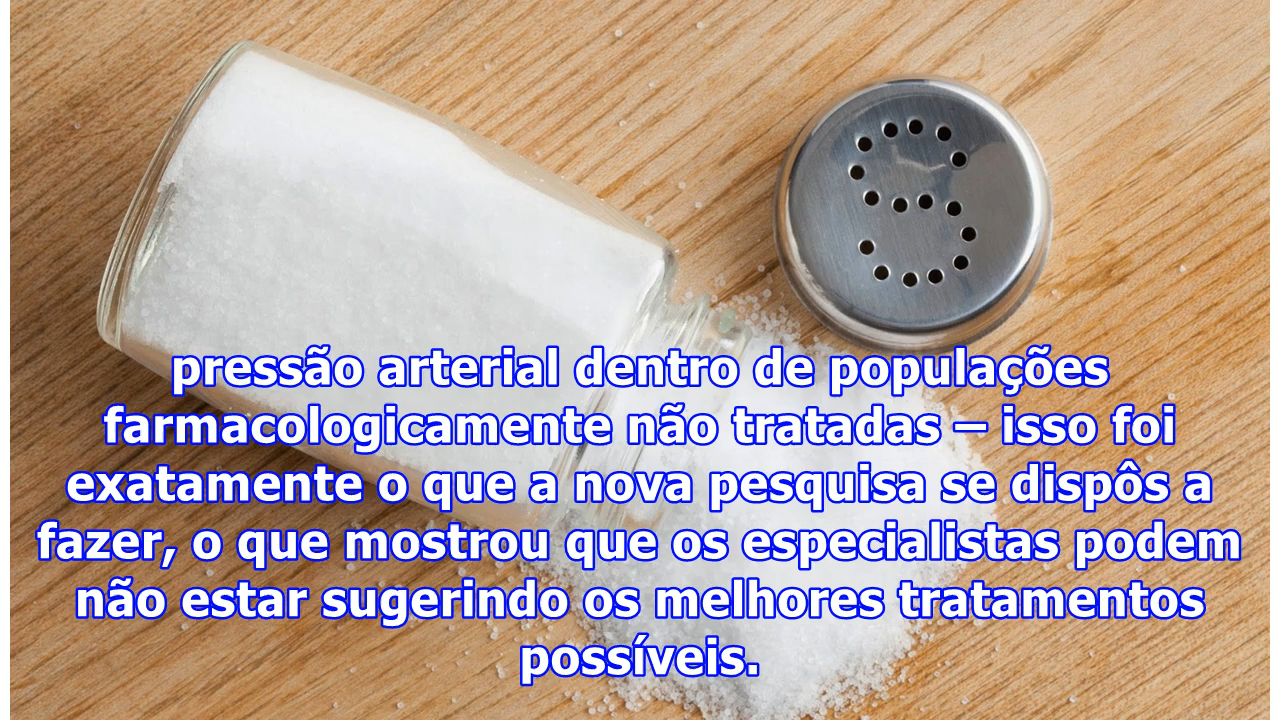 pressão arterial dentro de populações
farmacologicamente não tratadas – isso foi
exatamente o que a nova pesquisa se dispôs a
fazer, o que mostrou que os especialistas podem
não estar sugerindo os melhores tratamentos
possíveis.